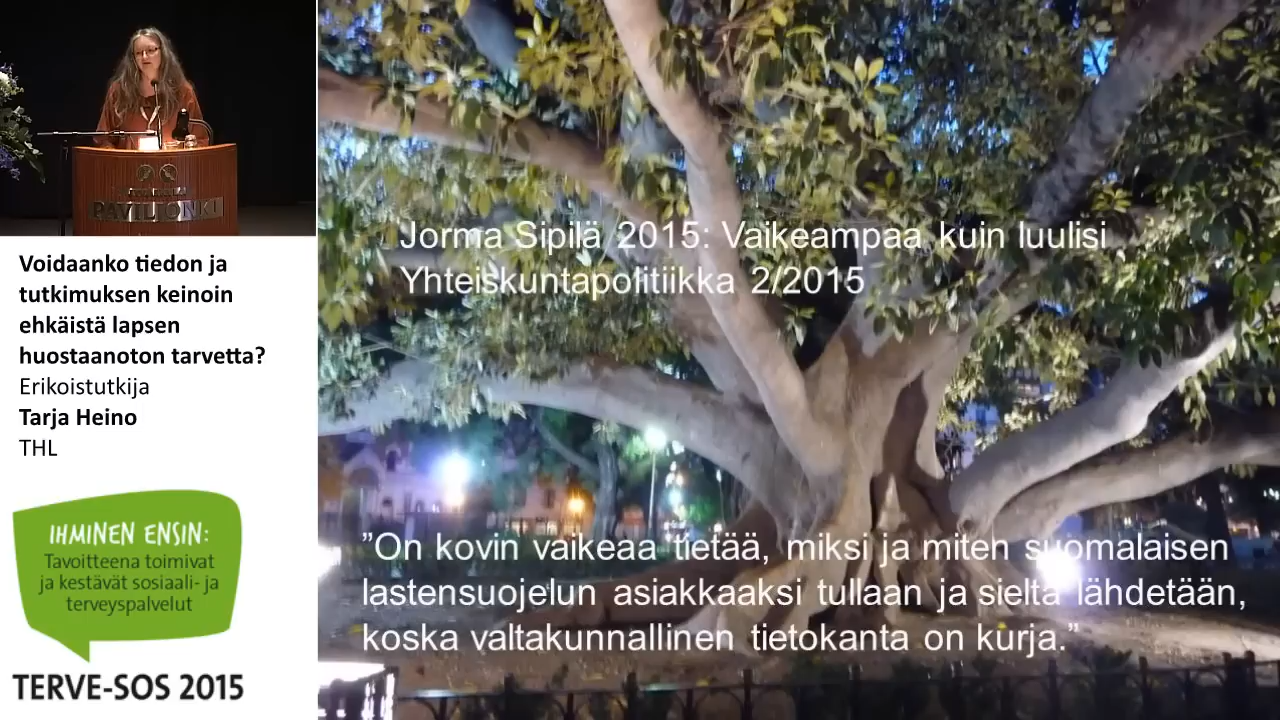 PAVILJONKI
Voidaanko tiedon ja
tutkimuksen keinoin
ehkäistä lapsen
huostaanoton tarvetta?
Erikoistutkija
Tarja Heino
THL
IHMINEN ENSIN:
Tavoitteena toimivat
ja kestävät sosiaali- ja
terveyspalvelut
TERVE-SOS 2015
Jorma Sipilä 2015: Vaikeampaa kuin luulisi
Yhteiskuntapolitiikka 2/2015
”On kovin vaikeaa tietää, miksi ja miten suomalaisen
lastensuojelun asiakkaaksi tullaan ja sieltä lähdetään,
koska valtakunnallinen tietokanta on kurja.”